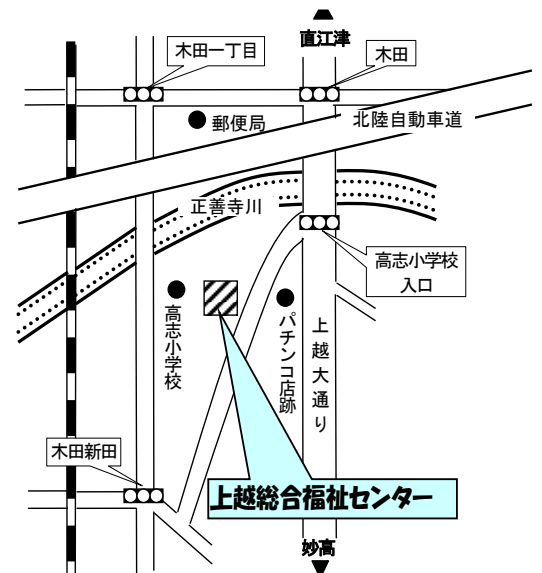 直江津
木田一丁目
木田
郵便局
北陸自動車道
正善寺川
高志小学校
入口
高志小学校
パチンコ店跡
上越大通り
木田新田
上越総合福祉センター
妙高